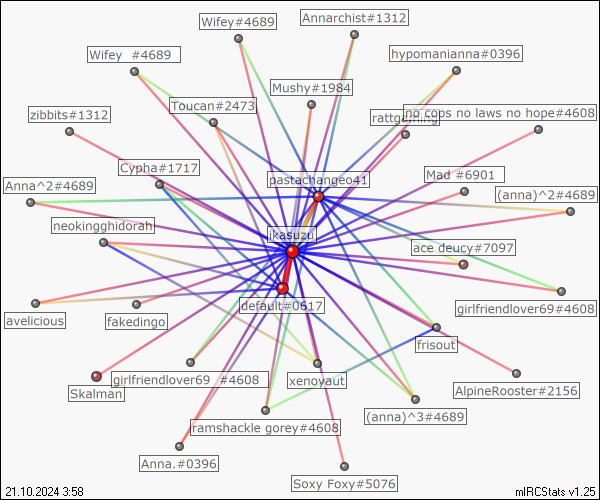 Wifey#4689
Annarchist#1312
Wifey  #4689
hypomanianna#0396
Mushy#1984
Toucan#2473
zibbits#1312
no cops no laws no hope#4608
Cypha#1717
pastachangeo41
Mad #6901
Anna^2#4689
(anna)^2#4689
neokingghidorah
jkasuzu
ace deucy#7097
avelicious
fakedingo
default#0617
girlfriendlover69#4608
frisout
Skalman
girlfriendlover69  #4608
xenoyaut
AlpineRooster#2156
ramshackle gorey#4608
(anna)^3#4689
Anna.#0396
Soxy Foxy#5076
21.10.2024 3:58
mIRCStats v1.25